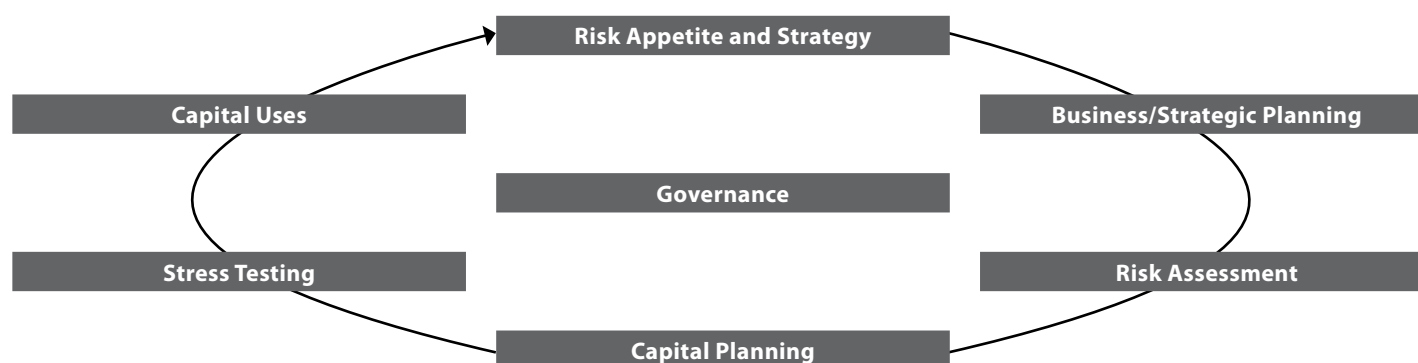 Risk Appetite and Strategy
Capital Uses
Business/Strategic Planning
Governance
Stress Testing
Risk Assessment
Capital Planning